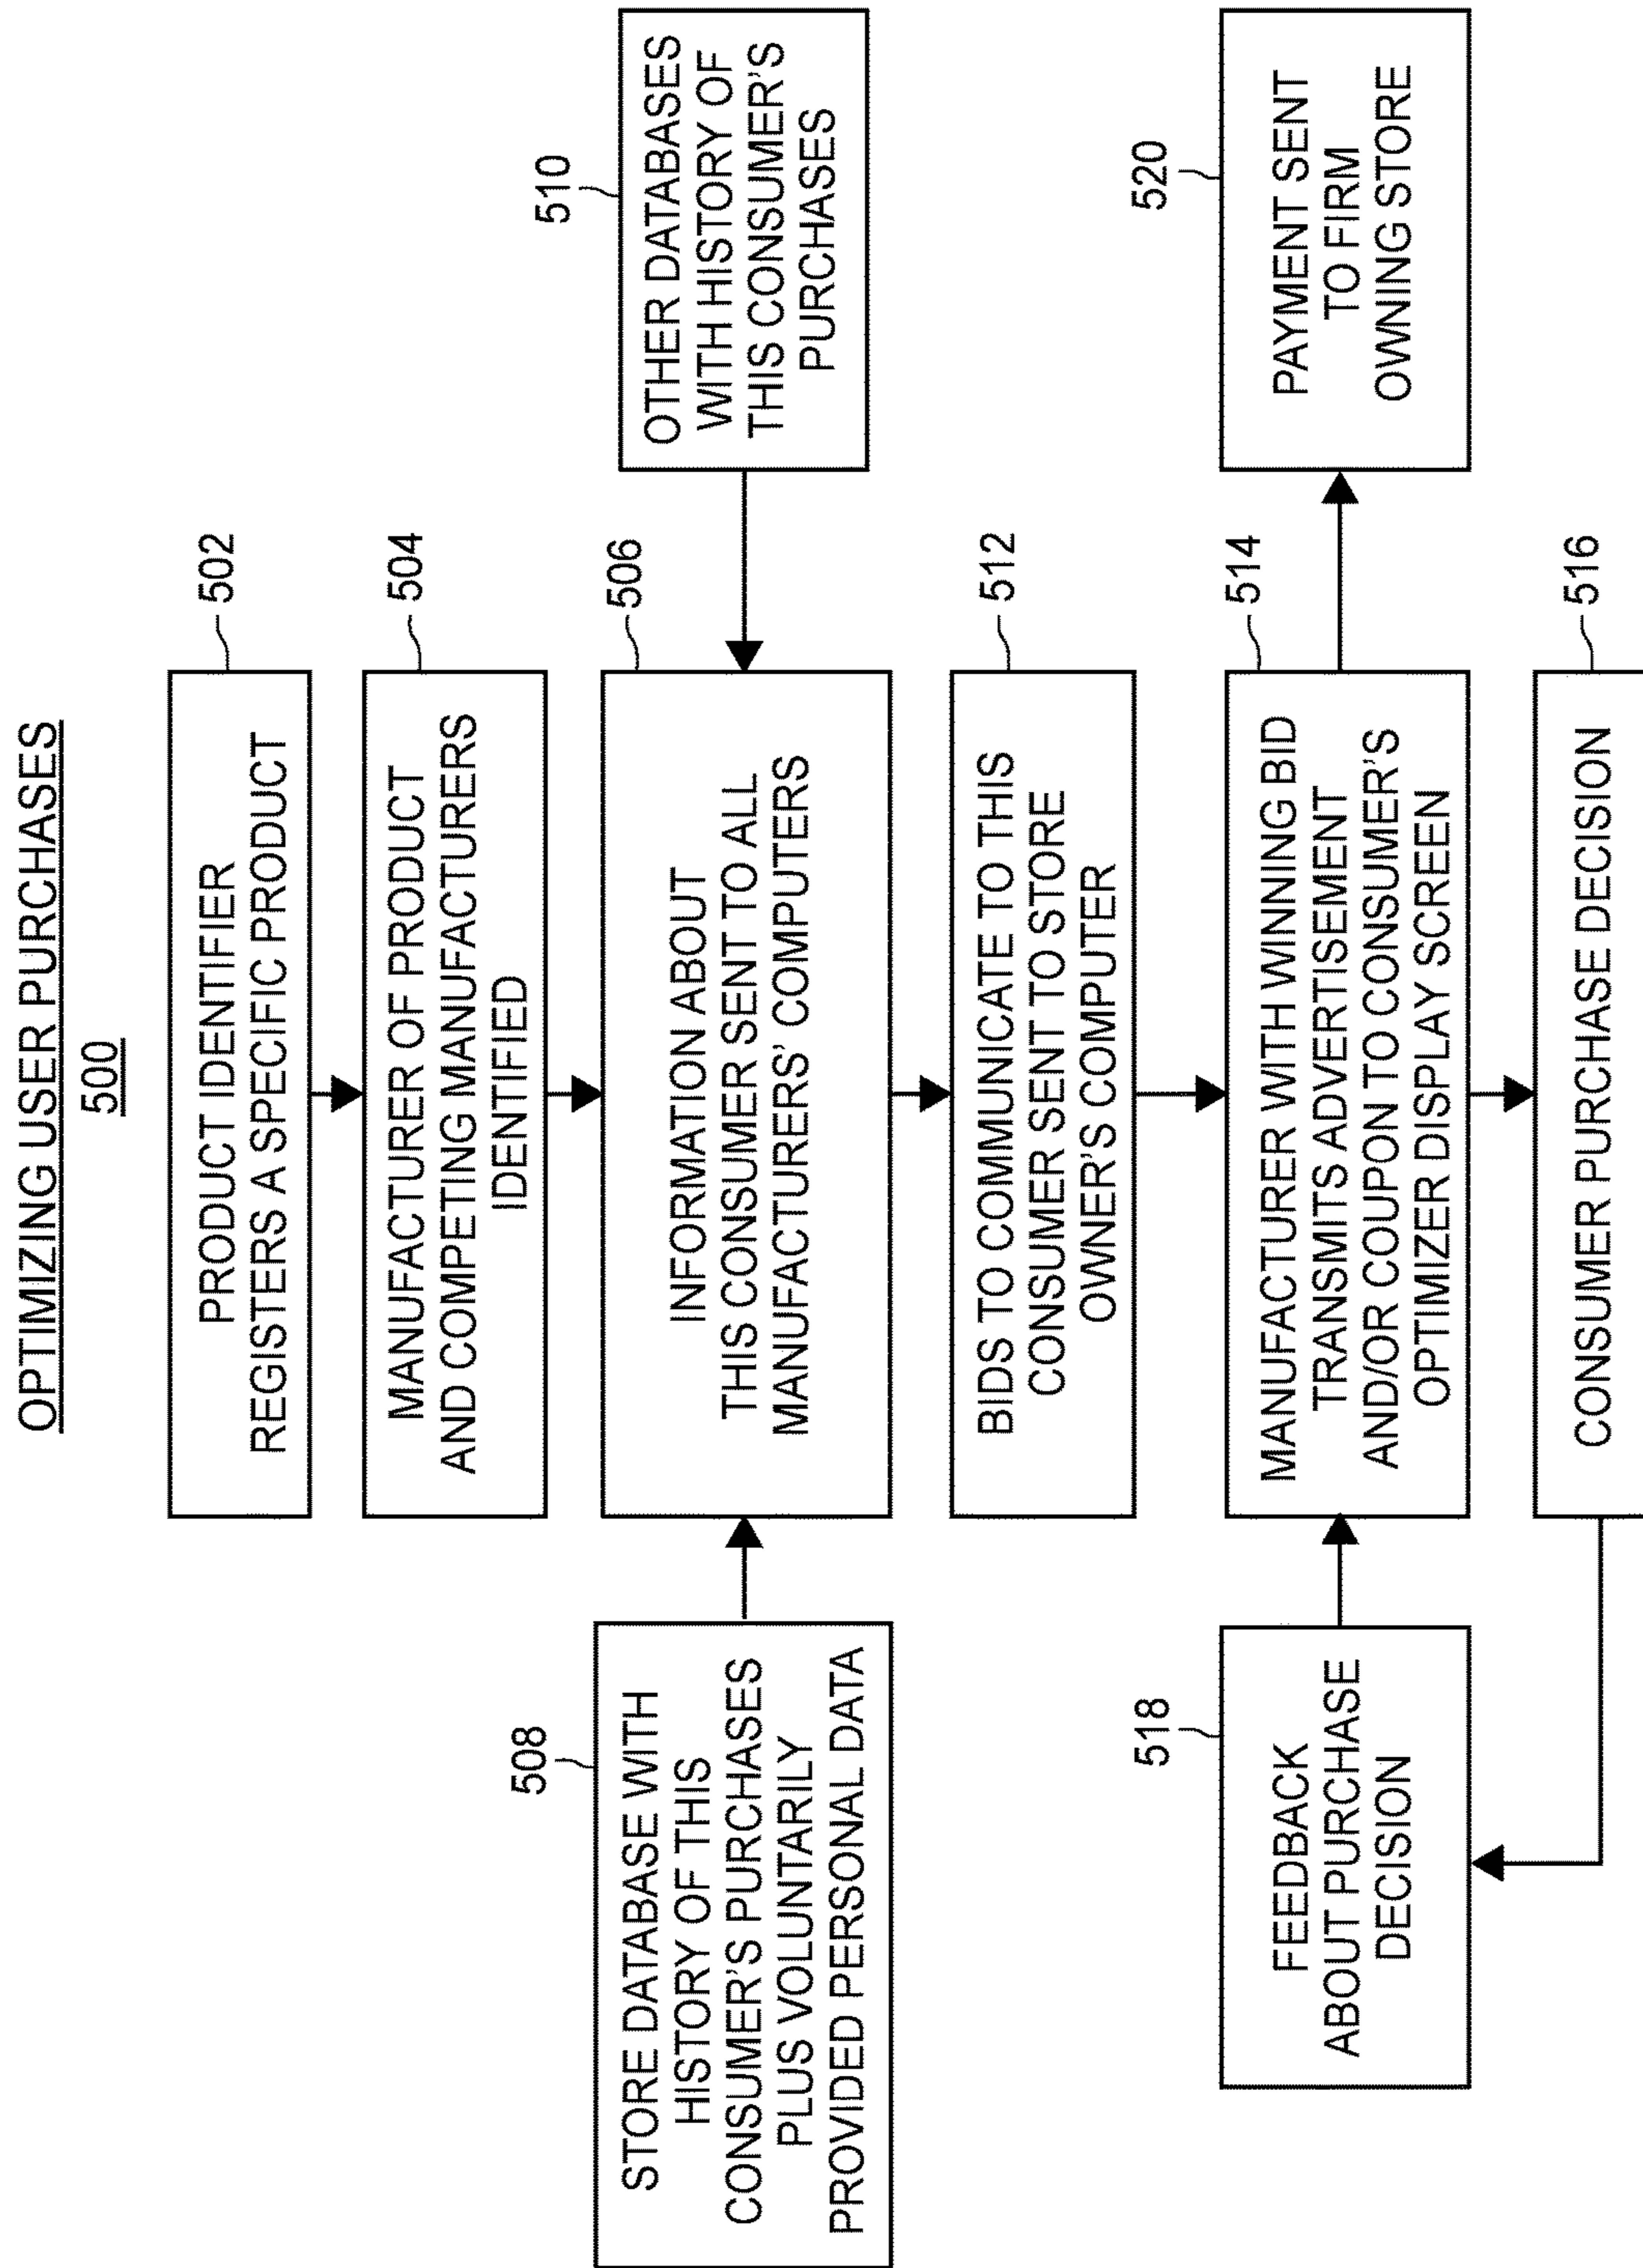 OPTIMIZING USER PURCHASES
500
PRODUCT IDENTIFIER
REGISTERS A SPECIFIC PRODUCT
502
MANUFACTURER OF PRODUCT
AND COMPETING MANUFACTURERS
IDENTIFIED
504
STORE DATABASE WITH
HISTORY OF THIS
CONSUMER'S PURCHASES
PLUS VOLUNTARILY
PROVIDED PERSONAL DATA
508
INFORMATION ABOUT
THIS CONSUMER SENT TO ALL
MANUFACTURERS' COMPUTERS
506
OTHER DATABASES
WITH HISTORY OF
THIS CONSUMER'S
PURCHASES
510
BIDS TO COMMUNICATE TO THIS
CONSUMER SENT TO STORE
OWNER'S COMPUTER
512
FEEDBACK
ABOUT PURCHASE
DECISION
518
MANUFACTURER WITH WINNING BID
TRANSMITS ADVERTISEMENT
AND/OR COUPON TO CONSUMER'S
OPTIMIZER DISPLAY SCREEN
514
PAYMENT SENT
TO FIRM
OWNING STORE
520
CONSUMER PURCHASE DECISION
516